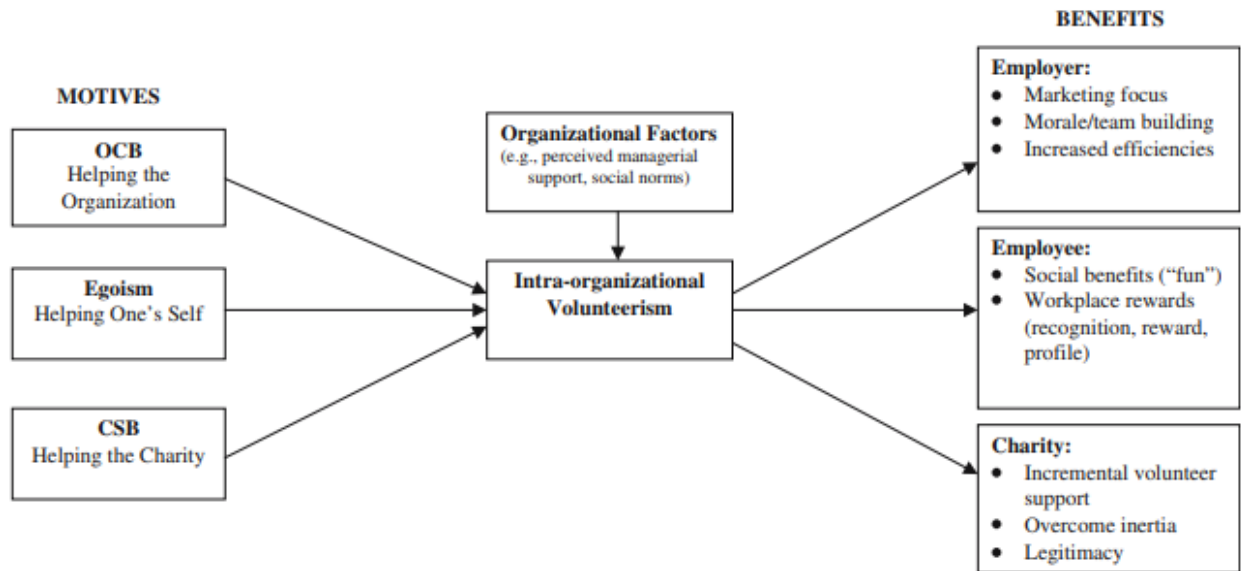 MOTIVES
OCB
Helping the
Organization
Egoism
Helping One's Self
CSB
Helping the Charity
Organizational Factors
(e.g., perceived managerial
support, social norms)
Intra-organizational
Volunteerism
BENEFITS
Employer:
● Marketing focus
● Morale/team building
● Increased efficiencies
Employee:
● Social benefits (“fun”)
● Workplace rewards
(recognition, reward,
profile)
Charity:
● Incremental volunteer
support
● Overcome inertia
● Legitimacy